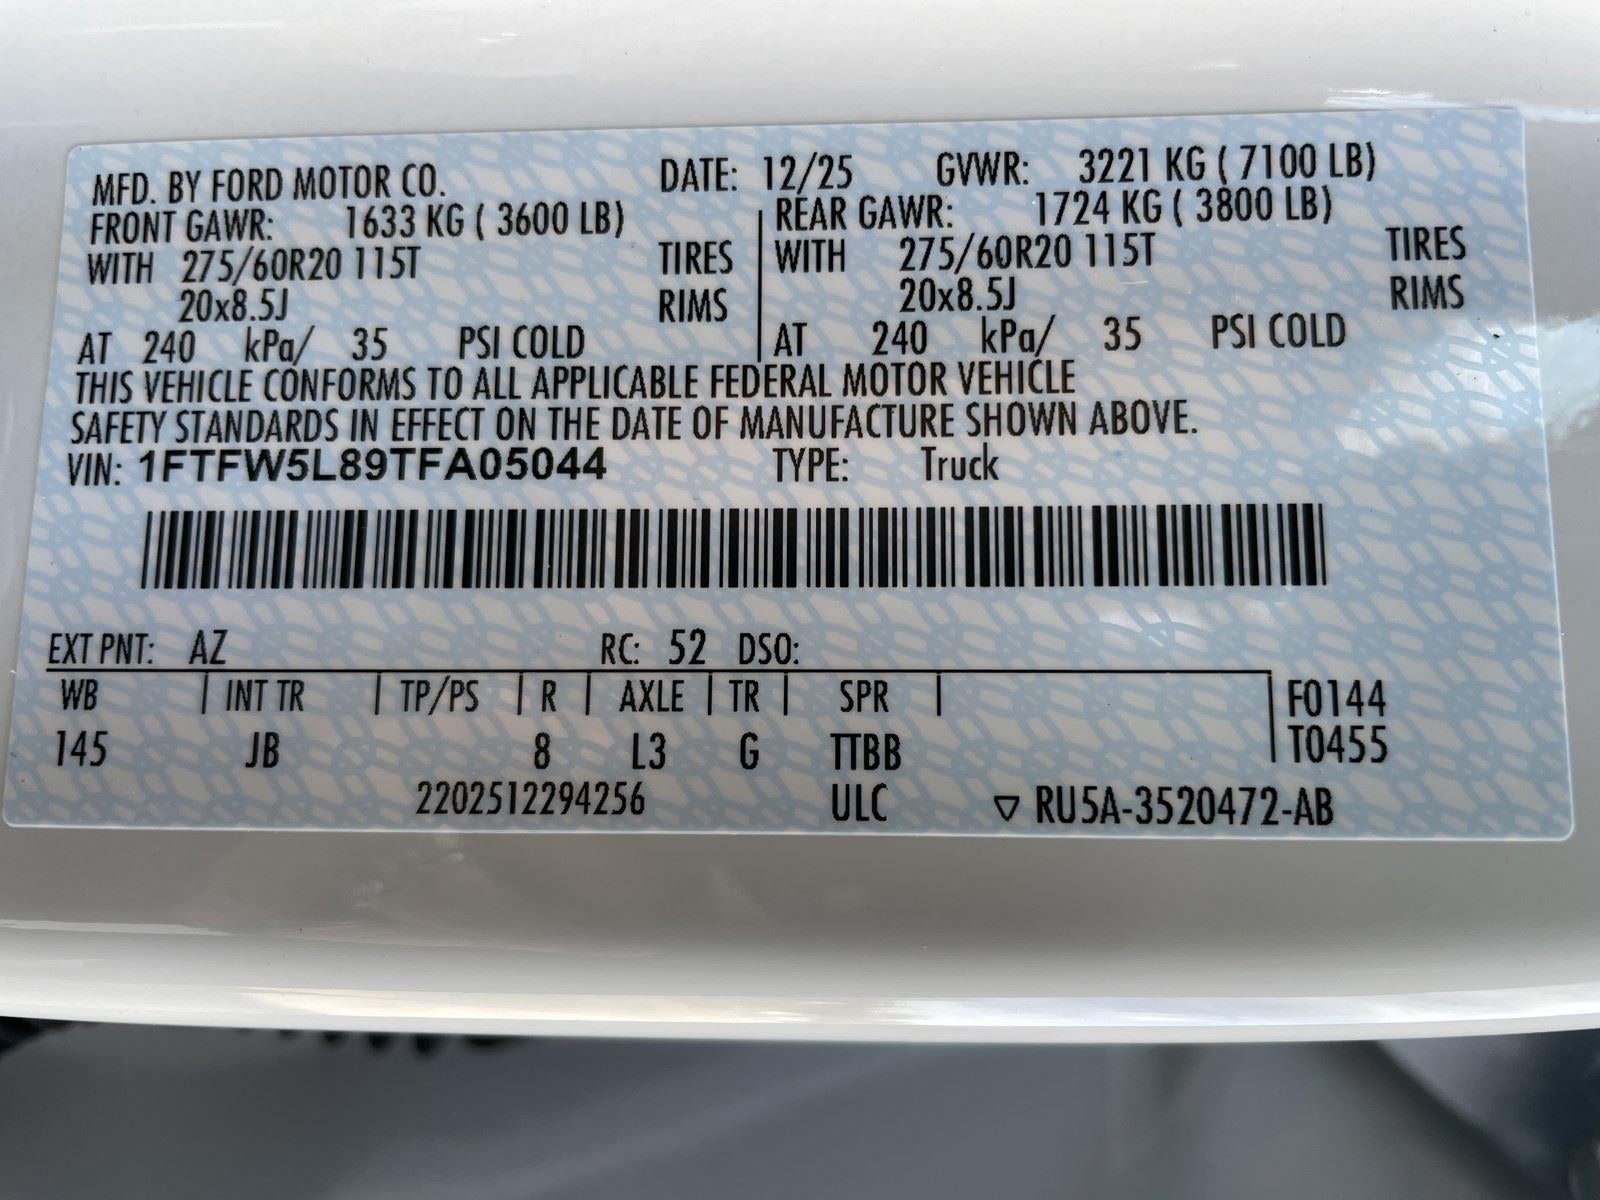 MFD. BY FORD MOTOR CO. DATE: 12/25 GVWR: 3221 KG ( 7100 LB)
FRONT GAWR: 1633 KG ( 3600 LB) REAR GAWR: 1724 KG ( 3800 LB)
WITH 275/60R20 115T TIRES WITH 275/60R20 115T TIRES
20x8.5J RIMS 20x8.5J RIMS
AT 240 kPa/ 35 PSI COLD AT 240 kPa/ 35 PSI COLD
THIS VEHICLE CONFORMS TO ALL APPLICABLE FEDERAL MOTOR VEHICLE
SAFETY STANDARDS IN EFFECT ON THE DATE OF MANUFACTURE SHOWN ABOVE.
VIN: 1FTFW5L89TFA05044 TYPE: Truck
EXT PNT: AZ RC: 52 DSO:
WB | INT TR | TP/PS | R | AXLE | TR | SPR | F0144
145 JB 8 L3 G TTBB T0455
2202512294256 ULC ▽ RU5A-3520472-AB